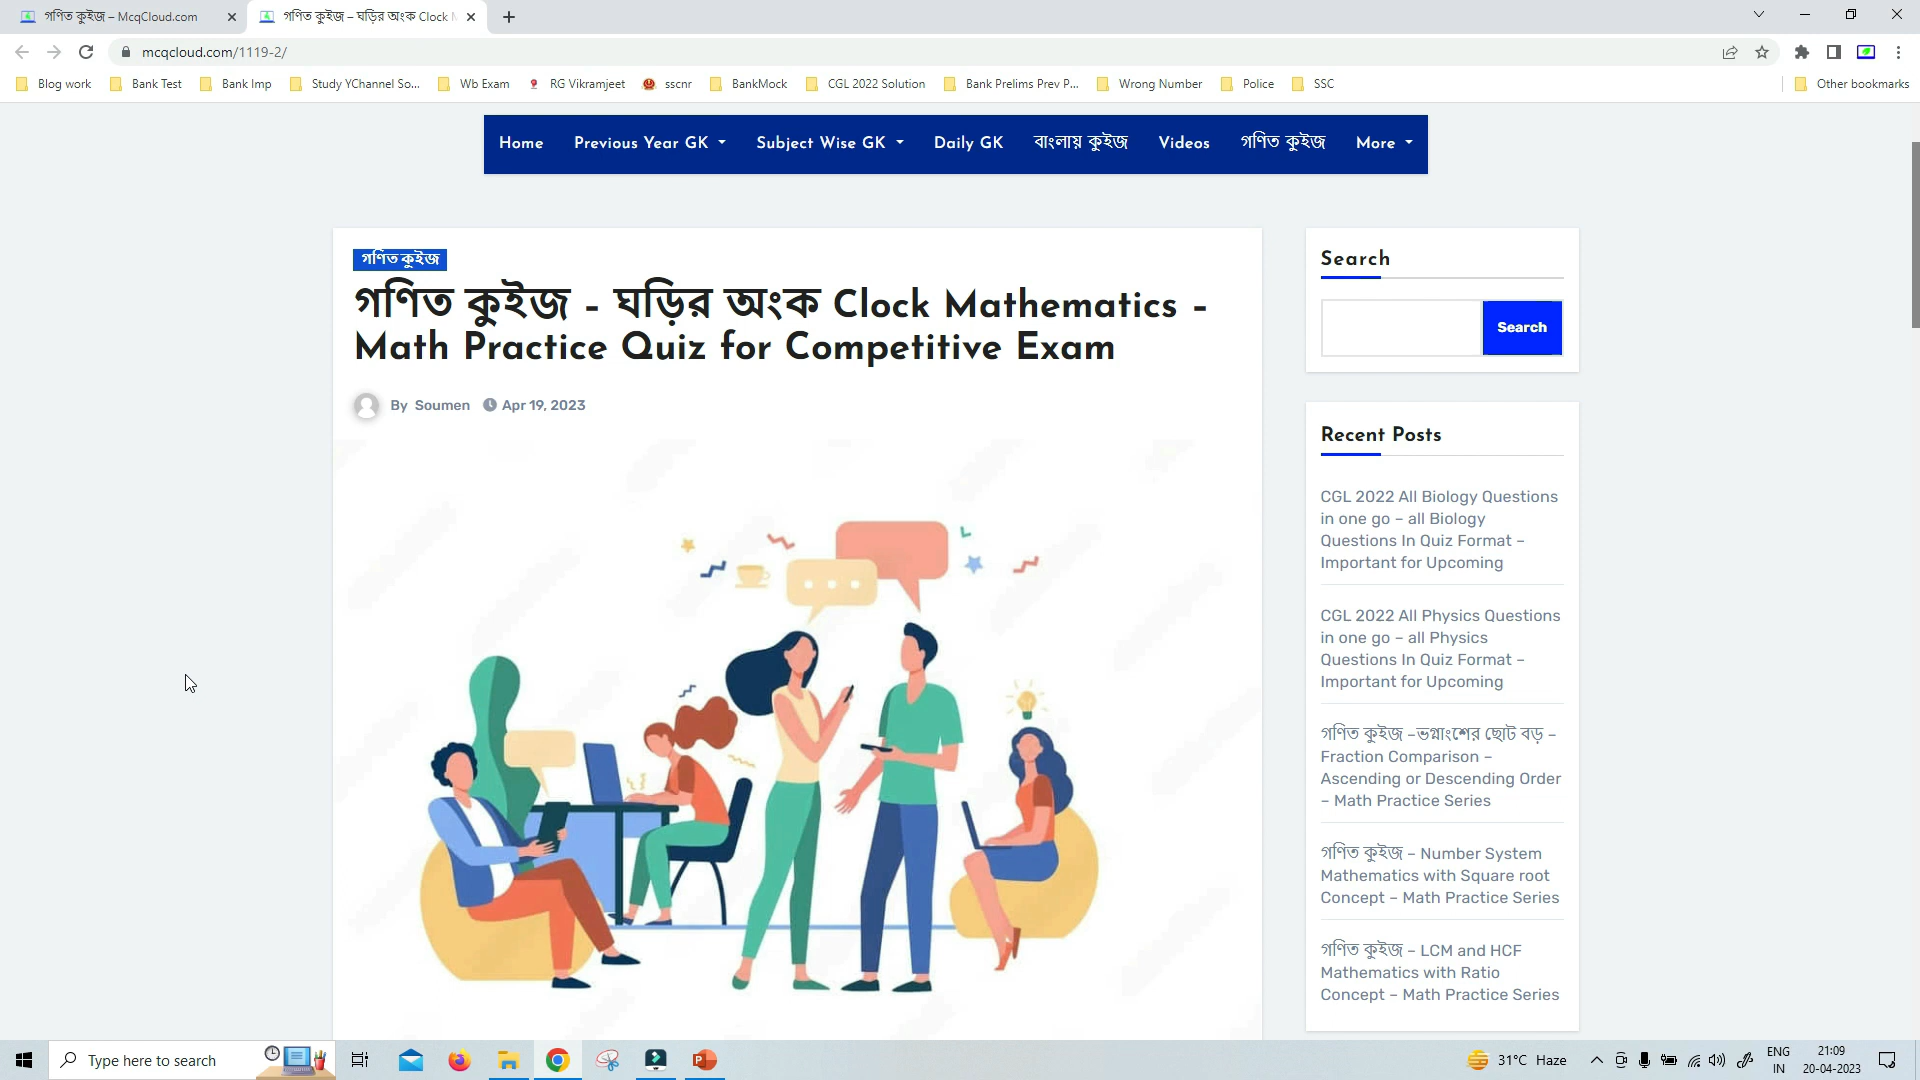 গণিত কুইজ – McqCloud.com
গণিত কুইজ – ঘড়ির অংক Clock M
mcqcloud.com/1119-2/
Blog work Bank Test Bank Imp Study YChannel So... Wb Exam RG Vikramjeet sscnr BankMock CGL 2022 Solution Bank Prelims Prev P... Wrong Number Police SSC Other bookmarks
Home Previous Year GK Subject Wise GK Daily GK বাংলায় কুইজ Videos গণিত কুইজ More
গণিত কুইজ
গণিত কুইজ – ঘড়ির অংক Clock Mathematics –
Math Practice Quiz for Competitive Exam
By Soumen Apr 19, 2023
Search
Search
Recent Posts
CGL 2022 All Biology Questions
in one go – all Biology
Questions In Quiz Format –
Important for Upcoming
CGL 2022 All Physics Questions
in one go – all Physics
Questions In Quiz Format –
Important for Upcoming
গণিত কুইজ –ভগ্নাংশের ছোট বড় –
Fraction Comparison –
Ascending or Descending Order
– Math Practice Series
গণিত কুইজ – Number System
Mathematics with Square root
Concept – Math Practice Series
গণিত কুইজ – LCM and HCF
Mathematics with Ratio
Concept – Math Practice Series
Type here to search
31°C Haze
ENG
IN
21:09
20-04-2023